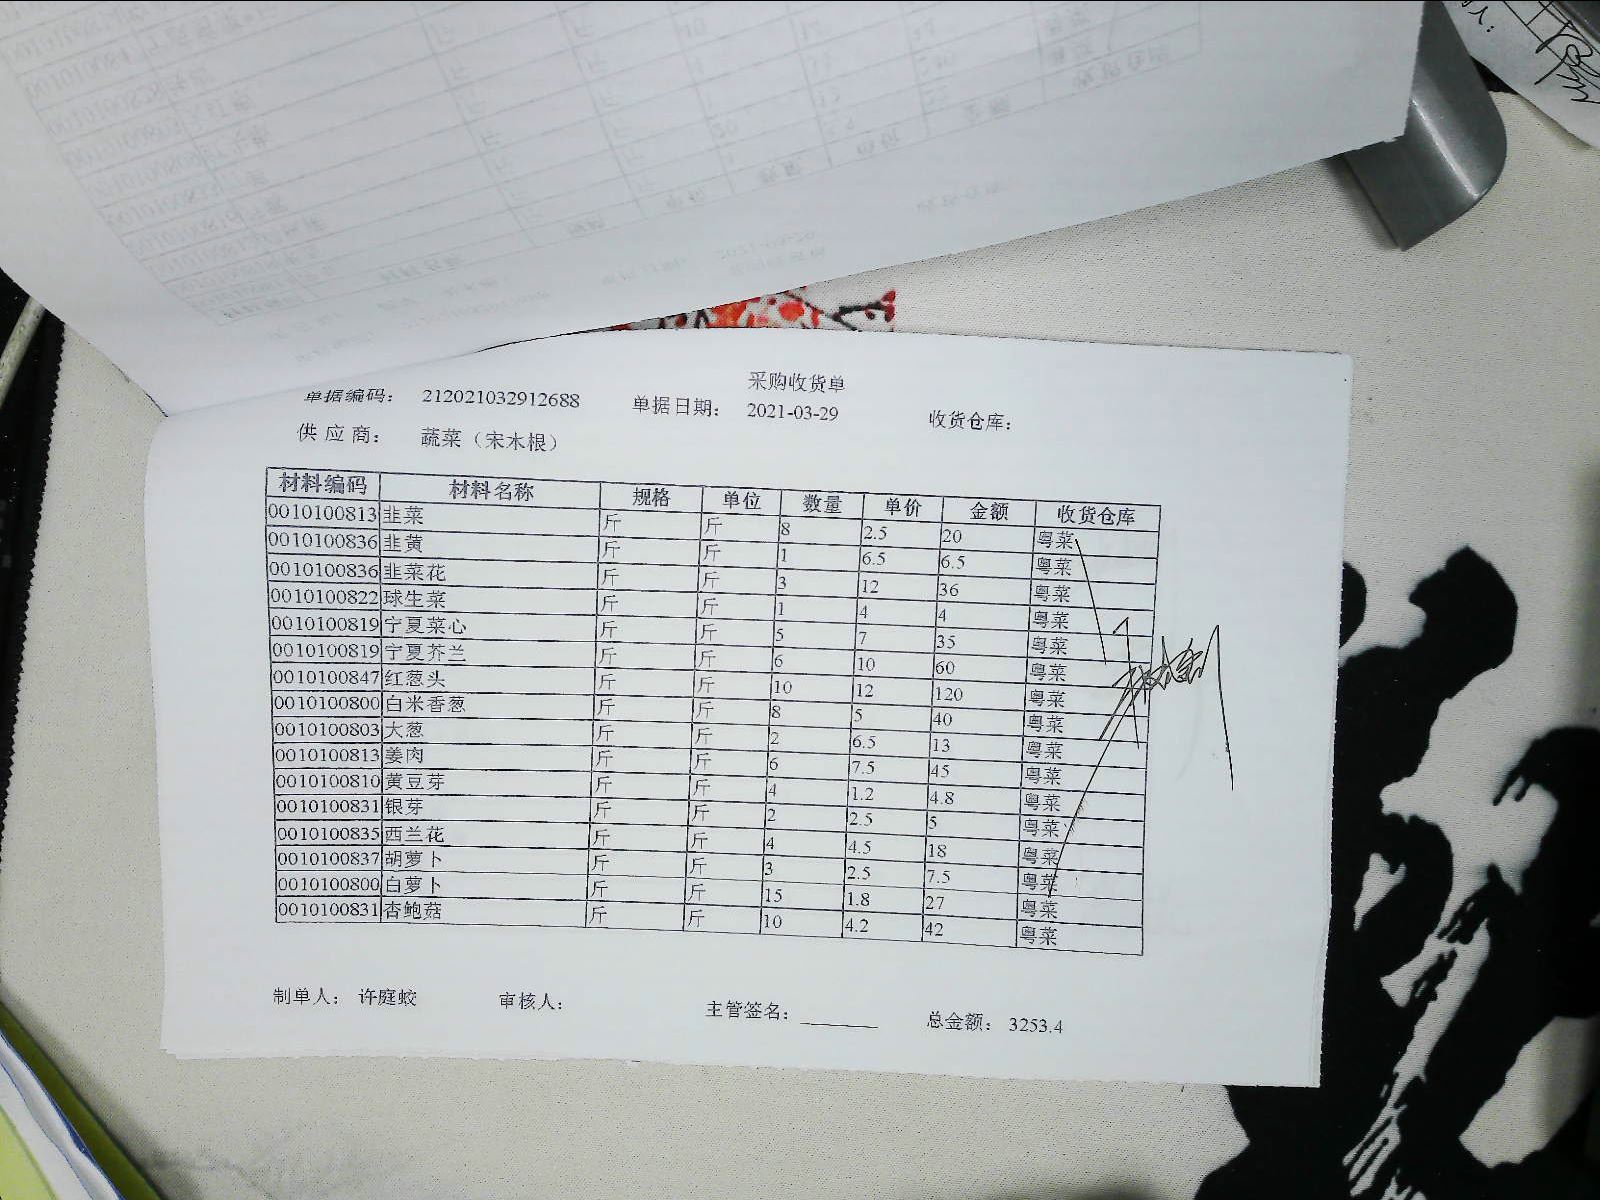 采购收货单
单据编码： 212021032912688 单据日期： 2021-03-29 收货仓库：
供 应 商： 蔬菜（宋木根）
材料编码 材料名称 规格 单位 数量 单价 金额 收货仓库
0010100813 韭菜 斤 斤 8 2.5 20 粤菜
0010100836 韭黄 斤 斤 1 6.5 6.5 粤菜
0010100836 韭菜花 斤 斤 3 12 36 粤菜
0010100822 球生菜 斤 斤 1 4 4 粤菜
0010100819 宁夏菜心 斤 斤 5 7 35 粤菜
0010100819 宁夏芥兰 斤 斤 6 10 60 粤菜
0010100847 红葱头 斤 斤 10 12 120 粤菜
0010100800 白米香葱 斤 斤 8 5 40 粤菜
0010100803 大葱 斤 斤 2 6.5 13 粤菜
0010100813 姜肉 斤 斤 6 7.5 45 粤菜
0010100810 黄豆芽 斤 斤 4 1.2 4.8 粤菜
0010100831 银芽 斤 斤 2 2.5 5 粤菜
0010100835 西兰花 斤 斤 4 4.5 18 粤菜
0010100837 胡萝卜 斤 斤 3 2.5 7.5 粤菜
0010100800 白萝卜 斤 斤 15 1.8 27 粤菜
0010100831 杏鲍菇 斤 斤 10 4.2 42 粤菜
制单人： 许庭蛟 审核人： 主管签名：_______ 总金额： 3253.4